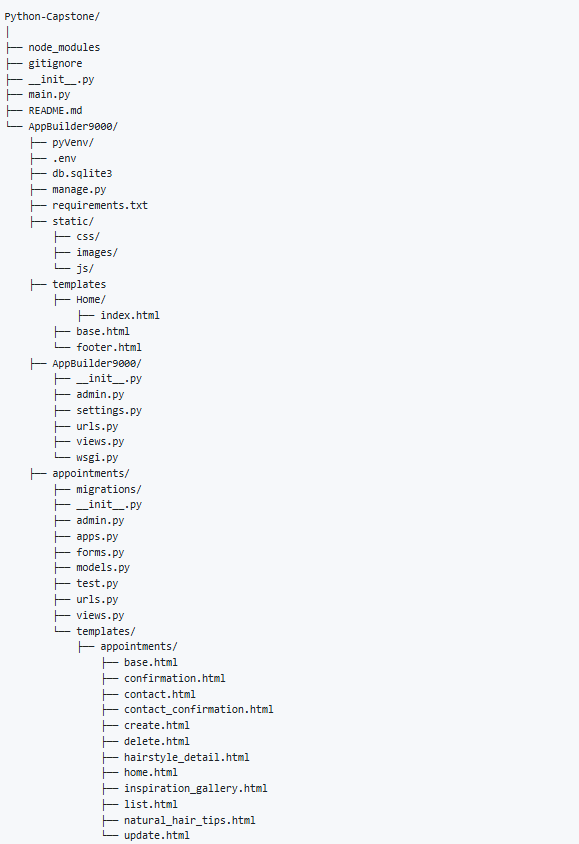 Python-Capstone/
│
├── node_modules
├── gitignore
├── __init__.py
├── main.py
├── README.md
└── AppBuilder9000/
    ├── pyVenv/
    ├── .env
    ├── db.sqlite3
    ├── manage.py
    ├── requirements.txt
    ├── static/
        ├── css/
        ├── images/
        └── js/
    ├── templates
        ├── Home/
            ├── index.html
        ├── base.html
        └── footer.html
    ├── AppBuilder9000/
        ├── __init__.py
        ├── admin.py
        ├── settings.py
        ├── urls.py
        ├── views.py
        └── wsgi.py
    ├── appointments/
        ├── migrations/
        ├── __init__.py
        ├── admin.py
        ├── apps.py
        ├── forms.py
        ├── models.py
        ├── test.py
        ├── urls.py
        ├── views.py
        └── templates/
            ├── appointments/
                ├── base.html
                ├── confirmation.html
                ├── contact.html
                ├── contact_confirmation.html
                ├── create.html
                ├── delete.html
                ├── hairstyle_detail.html
                ├── home.html
                ├── inspiration_gallery.html
                ├── list.html
                ├── natural_hair_tips.html
                └── update.html